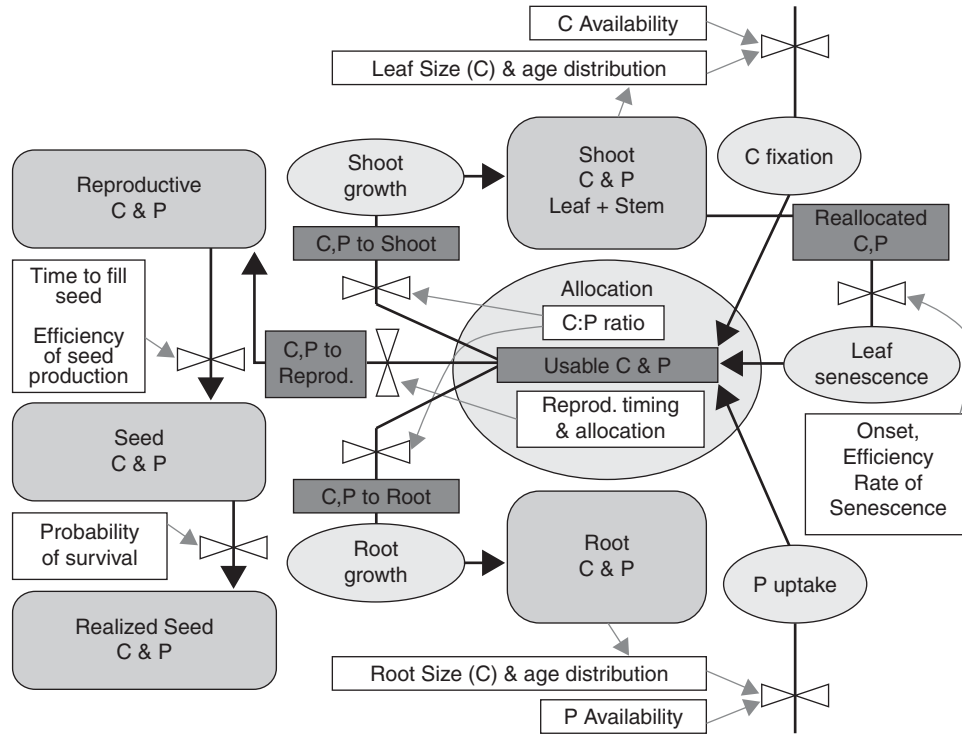 C Availability
Leaf Size (C) & age distribution
Shoot
growth
Shoot
C & P
Leaf + Stem
C fixation
Reproductive
C & P
C,P to Shoot
Reallocated
C,P
Time to fill
seed
Efficiency
of seed
production
Allocation
C:P ratio
C,P to
Reprod.
Usable C & P
Leaf
senescence
Reprod. timing
& allocation
Onset,
Efficiency
Rate of
Senescence
Seed
C & P
C,P to Root
Probability
of survival
Root
growth
Root
C & P
P uptake
Realized Seed
C & P
Root Size (C) & age distribution
P Availability